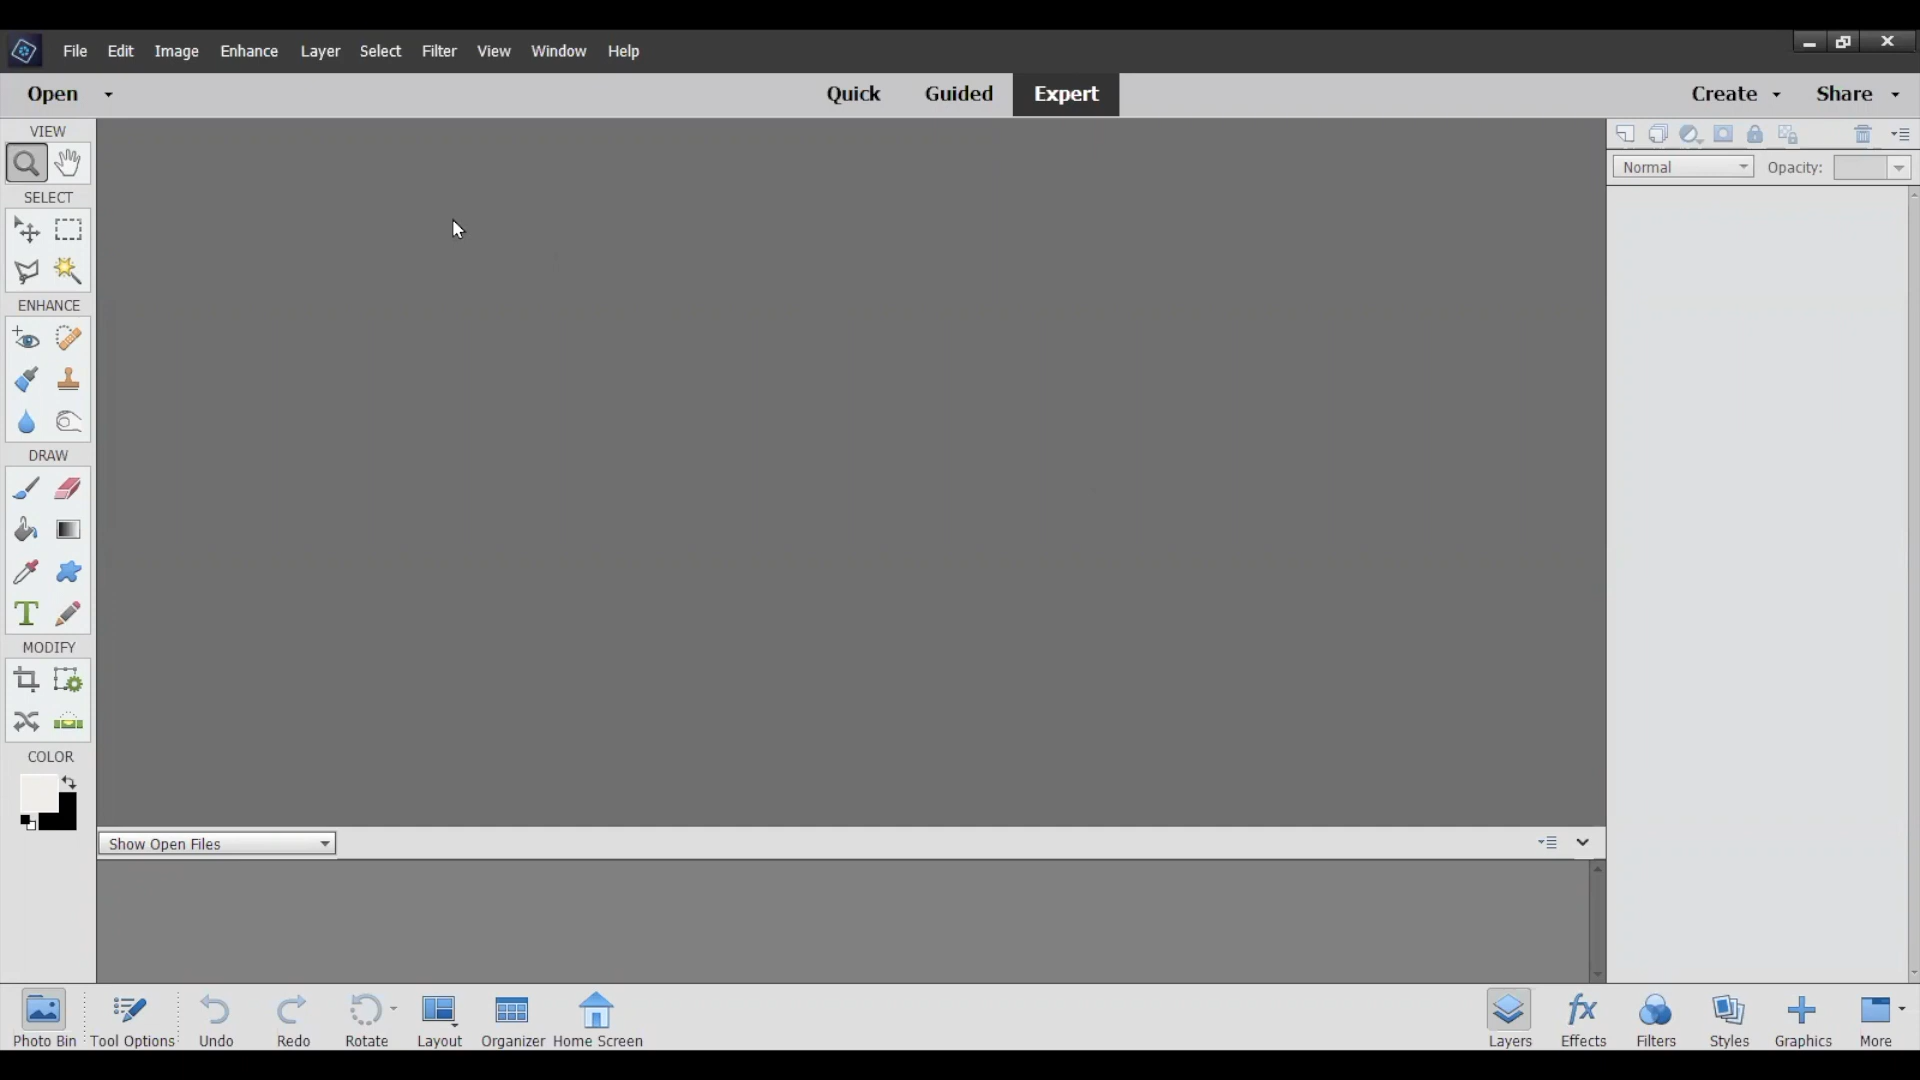 File Edit Image Enhance Layer Select Filter View Window Help
Open Quick Guided Expert Create Share
VIEW
Normal Opacity:
SELECT
ENHANCE
DRAW
T
MODIFY
COLOR
Show Open Files
Photo Bin Tool Options Undo Redo Rotate Layout Organizer Home Screen Layers fx Effects Filters Styles Graphics More